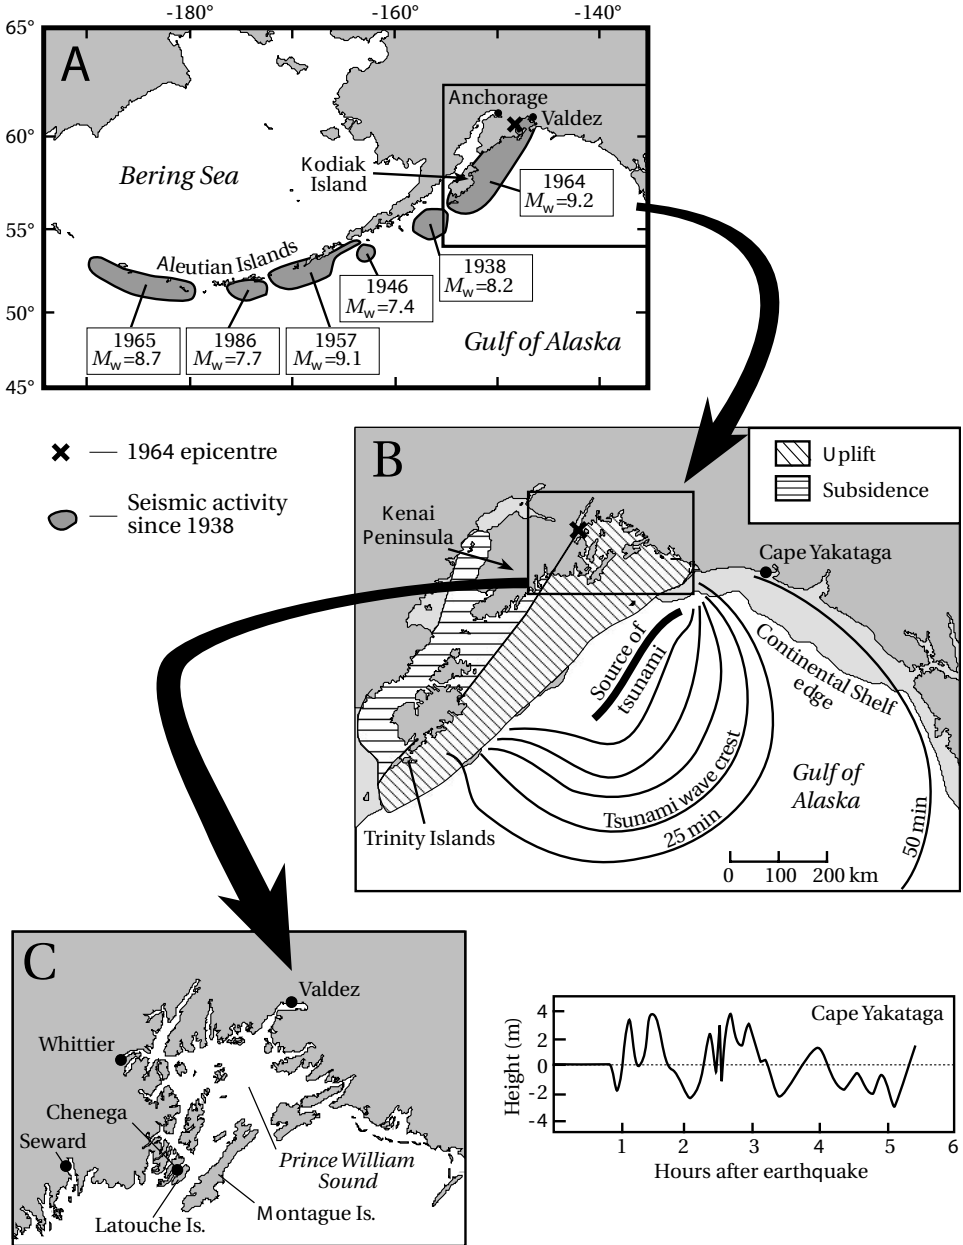 -180°
-160°
-140°
65°
60°
55°
50°
45°
A
Anchorage
Valdez
Kodiak
Island
Bering Sea
1964
Mw=9.2
Aleutian Islands
1938
Mw=8.2
1946
Mw=7.4
1965
Mw=8.7
1986
Mw=7.7
1957
Mw=9.1
Gulf of Alaska
1964 epicentre
Seismic activity
since 1938
B
Uplift
Subsidence
Kenai
Peninsula
Cape Yakataga
Source of
tsunami
Continental Shelf
edge
Tsunami wave crest
25 min
50 min
Gulf of
Alaska
Trinity Islands
0 100 200 km
C
Valdez
Whittier
Chenega
Seward
Prince William
Sound
Latouche Is.
Montague Is.
Cape Yakataga
Height (m)
4
2
0
-2
-4
1 2 3 4 5 6
Hours after earthquake